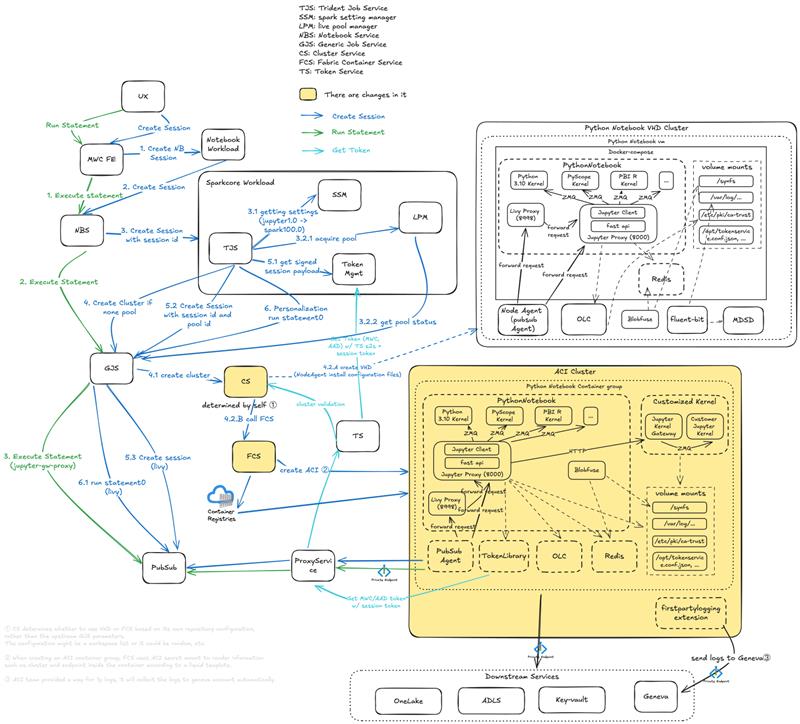 TJS: Trident Job Service
SSM: spark setting manager
LPM: live pool manager
NBS: Notebook Service
GJS: Generic Job Service
CS: Cluster Service
FCS: Fabric Container Service
TS: Token Service
There are changes in it
Create Session
Run Statement
Get Token
UX
Run Statement
Create Session
MWC FE
1. Create NB
Session
Notebook
Workload
1. Execute statement
2. Create Session
NBS
3. Create Session
with session id
Sparkcore Workload
SSM
3.1 getting settings
(jupyter1.0 ->
spark100.0)
LPM
3.2.1 acquire pool
TJS
5.1 get signed
session payload
Token
Mgmt
2. Execute Statement
4. Create Cluster if
none pool
5.2 Create Session
with session id and
pool id
6. Personalization
run statement0
3.2.2 get pool status
Get Token (MWC,
AAD) w/ TS s2s +
session token
GJS
4.1 create cluster
CS
determined by self ①
4.2.A create VHD
(NodeAgent install configuration files)
cluster validation
4.2.B call FCS
TS
FCS
create ACI ②
Container
Registries
3. Execute Statement
(jupyter-gw-proxy)
6.1 run statement0
(livy)
5.3 Create session
(livy)
PubSub
ProxyServi
ce
Private Endpoint
Get MWC/AAD token
w/ session token
Python Notebook VHD Cluster
Python Notebook vm
Docker-compose
PythonNotebook
Python
3.10 Kernel
PyScope
Kernel
PBI R
Kernel
...
ZMQ
ZMQ
ZMQ
Livy Proxy
(8998)
Jupyter Client
fast api
Jupyter Proxy (8000)
forward
request
forward request
forward request
volume mounts
/synfs
/var/log/...
/etc/pki/ca-trust
/opt/tokenservic
e.conf.json, ...
Redis
Node Agent
(pubsub
Agent)
OLC
Blobfuse
fluent-bit
MDSD
ACI Cluster
Python Notebook Container group
PythonNotebook
Python
3.10 Kernel
PyScope
Kernel
PBI R
Kernel
...
ZMQ
ZMQ
ZMQ
Jupyter Client
fast api
Jupyter Proxy (8000)
HTTP
Customized Kernel
Jupyter
Kernel
Gateway
Customer
Jupyter
Kernel
ZMQ
Blobfuse
Livy Proxy
(8998)
forward request
forward request
forward request
volume mounts
/synfs
/var/log/...
/etc/pki/ca-trust
/opt/tokenservic
e.conf.json, ...
PubSub
Agent
TokenLibrary
OLC
Redis
firstpartylogging
extension
send logs to Geneva③
Private Endpoint
Private Endpoint
Downstream Services
OneLake
ADLS
Key-vault
Geneva
① CS determines whether to use VHD or FCS based on its own repository configuration,
rather than the upstream GJS parameters.
The configuration might be a workspace list or it could be random, etc.
② When creating an ACI container group, FCS uses ACI secret mount to render information
such as cluster and endpoint inside the container according to a liquid template.
③ ACI team provided a way for 1p logs, it will collect the logs to geneva account automatically.